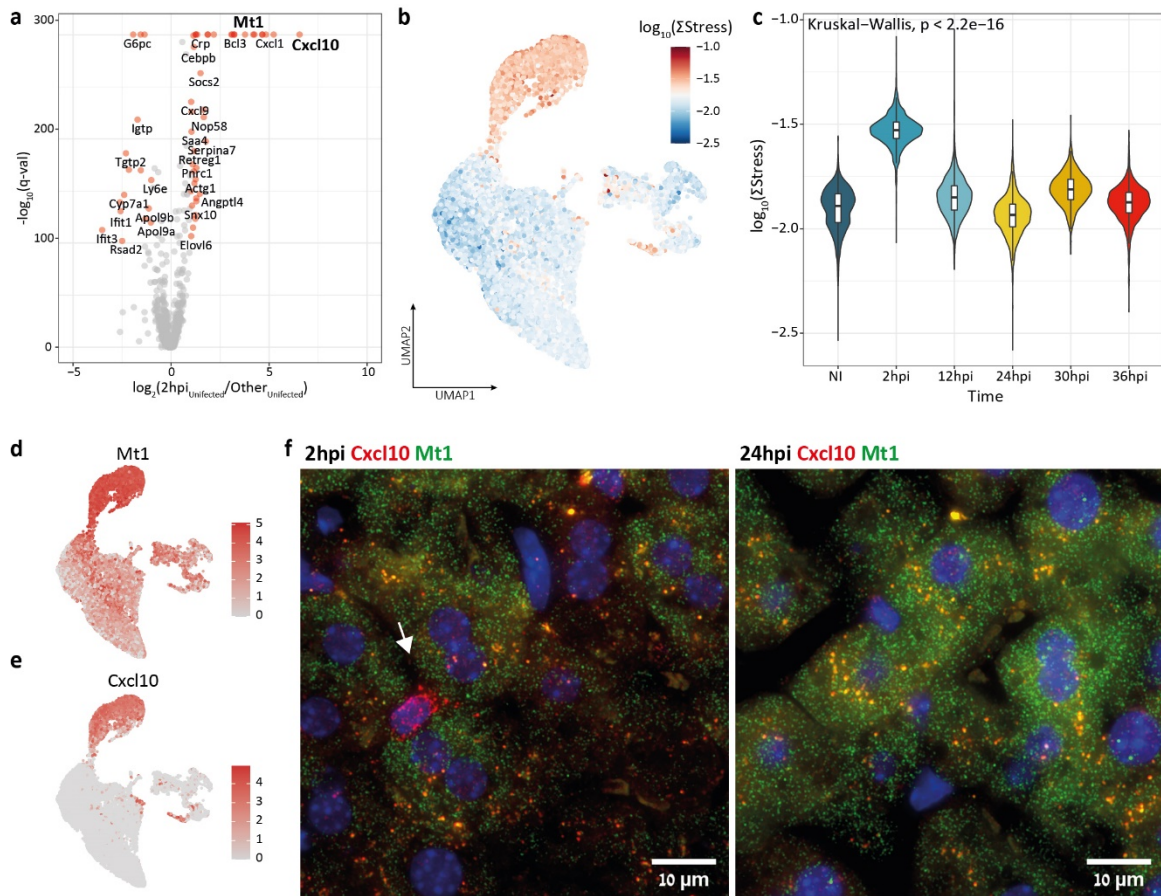 a
300
200
100
0
-log10(q-val)
Mt1
G6pc
Crp
Bcl3
Cxcl1
Cxcl10
Cebpb
Socs2
Cxcl9
Igtp
Nop58
Saa4
Serpina7
Tgtp2
Retreg1
Pnrc1
Ly6e
Actg1
Cyp7a1
Angptl4
Apol9b
Snx10
Ifit1
Apol9a
Ifit3
Rsad2
Elovl6
−5
0
5
10
log2(2hpiUnifected/OtherUnifected)
b
log10(ΣStress)
−1.0
−1.5
−2.0
−2.5
UMAP2
UMAP1
c
Kruskal−Wallis, p < 2.2e−16
−1.0
−1.5
−2.0
−2.5
log10(ΣStress)
NI
2hpi
12hpi
24hpi
30hpi
36hpi
Time
d
Mt1
5
4
3
2
1
0
e
Cxcl10
4
3
2
1
0
f 2hpi Cxcl10 Mt1
10 µm
24hpi Cxcl10 Mt1
10 µm